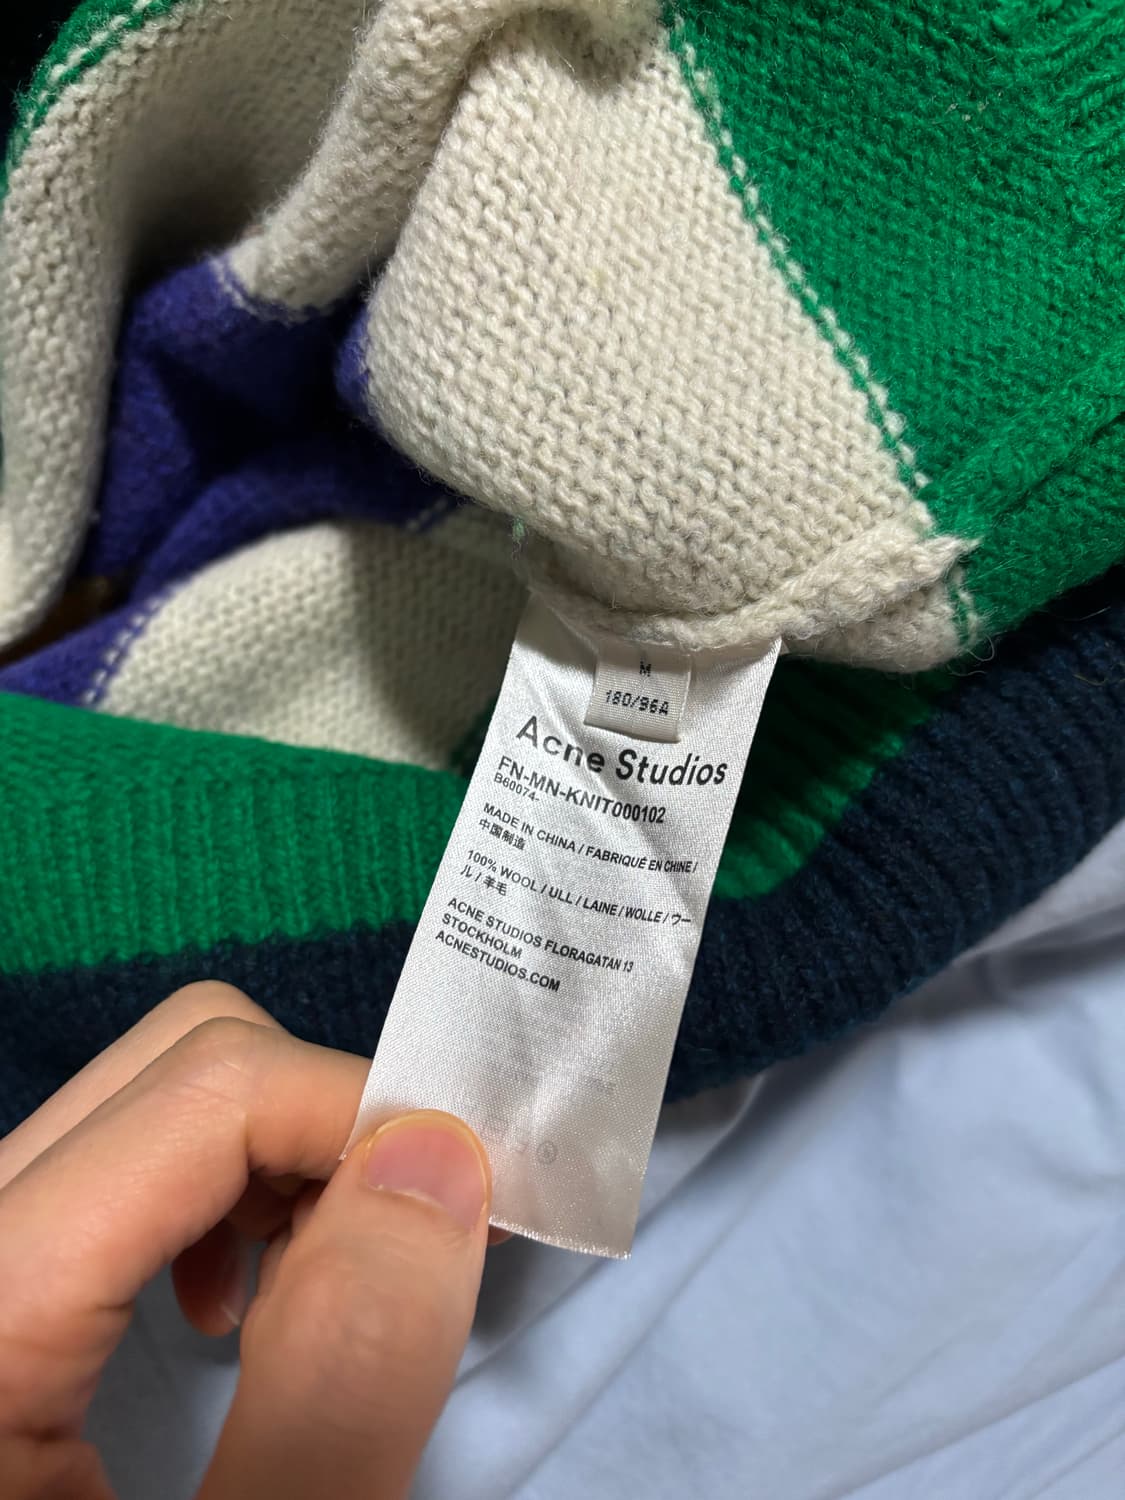 M
180/96A
Acne Studios
FN-MN-KNIT000102
B60074-
MADE IN CHINA / FABRIQUÉ EN CHINE /
中国制造
100% WOOL / ULL / LAINE / WOLLE / ウー
ル / 羊毛
ACNE STUDIOS FLORAGATAN 13
STOCKHOLM
ACNESTUDIOS.COM